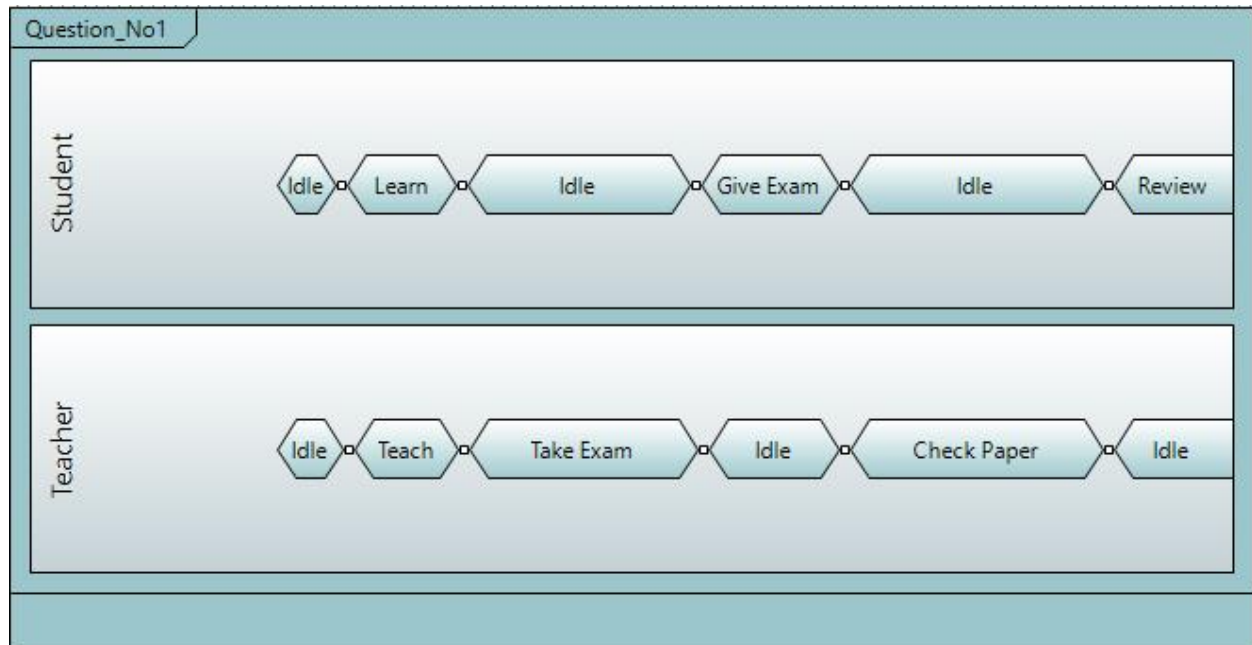 Question_No1
Student
Idle Learn Idle Give Exam Idle Review
Teacher
Idle Teach Take Exam Idle Check Paper Idle